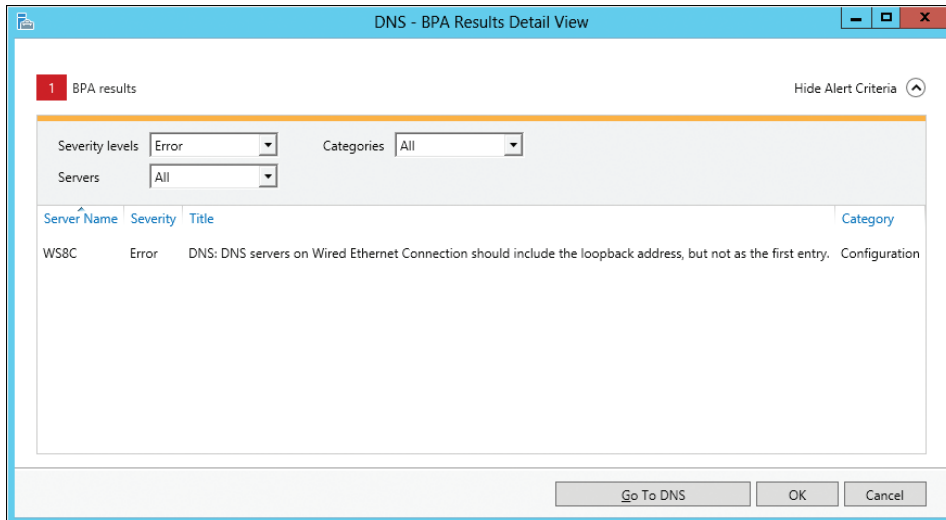 DNS - BPA Results Detail View
1 BPA results Hide Alert Criteria
Severity levels Error Categories All
Servers All
Server Name Severity Title Category
WS8C Error DNS: DNS servers on Wired Ethernet Connection should include the loopback address, but not as the first entry. Configuration
Go To DNS OK Cancel